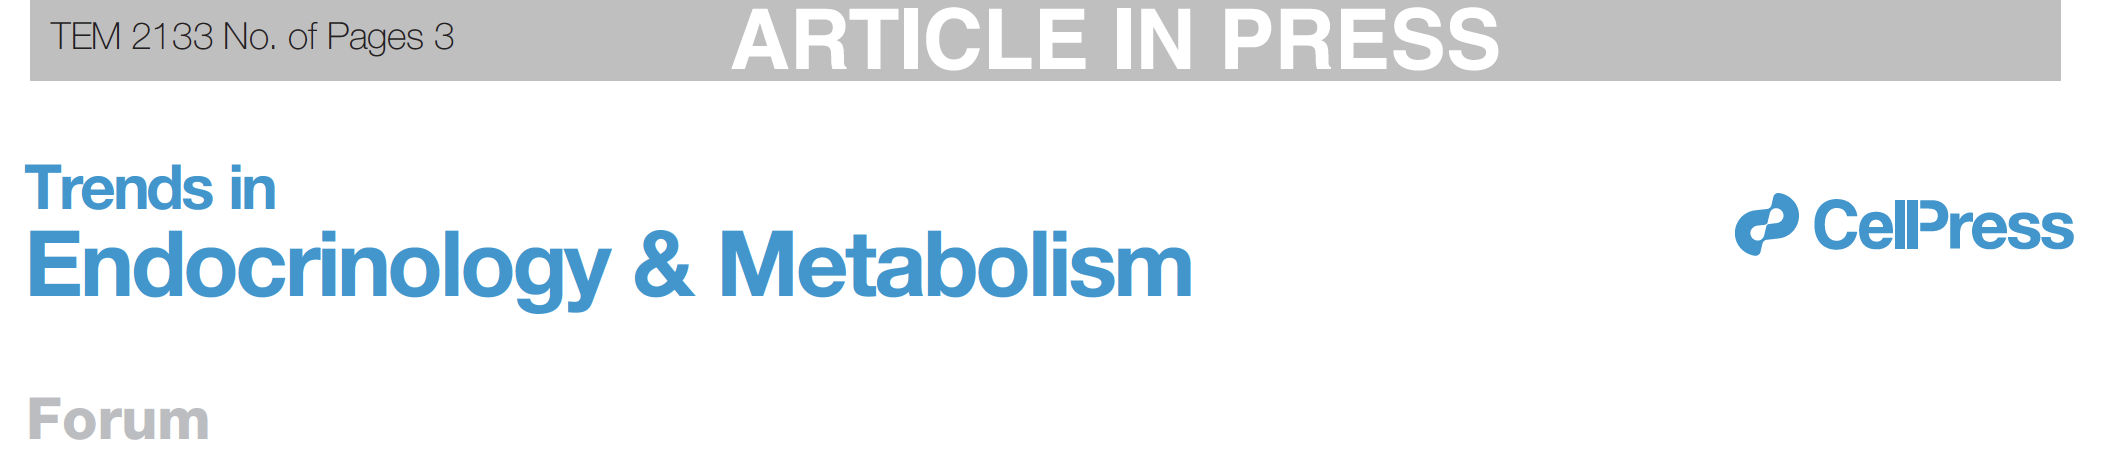 TEM 2133 No. of Pages 3
ARTICLE IN PRESS
Trends in
Endocrinology & Metabolism
CellPress
Forum